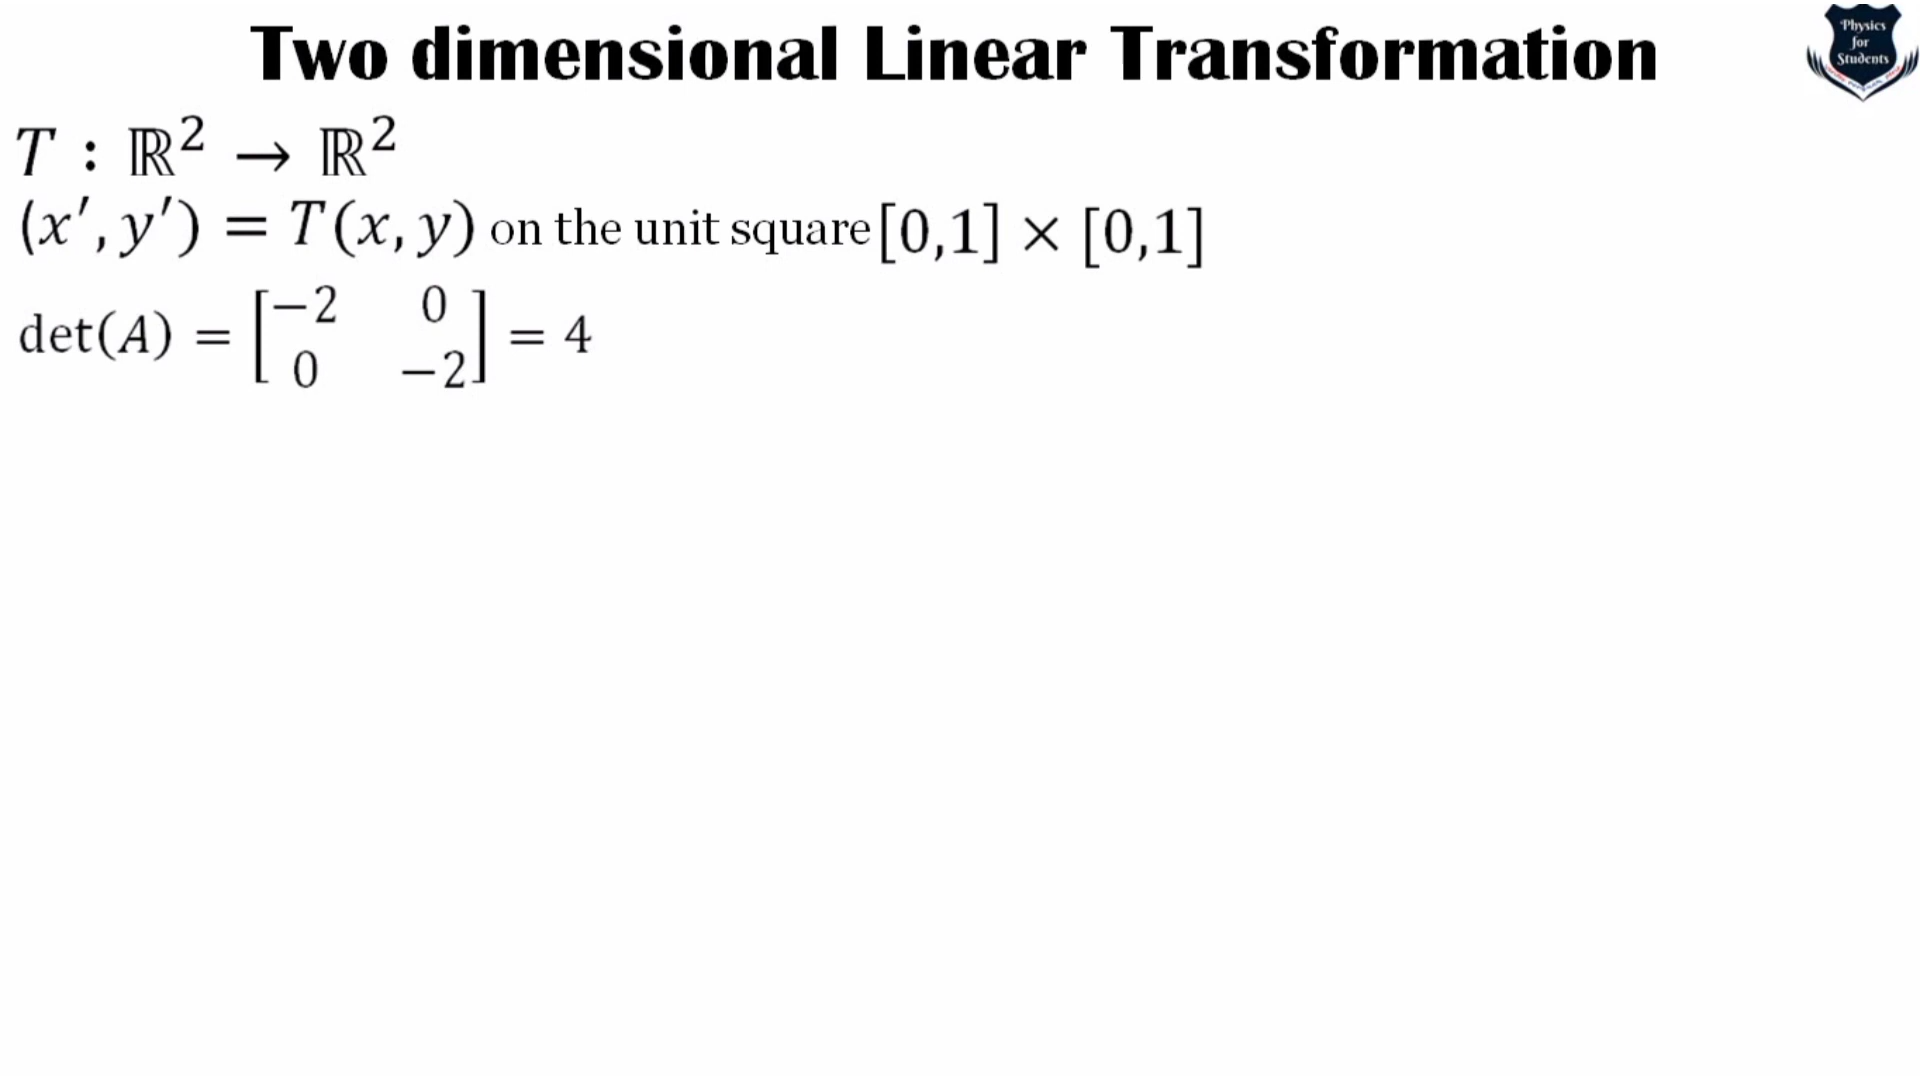 Two dimensional Linear Transformation
Physics
for
Students
T : ℝ² → ℝ²
(x′, y′) = T(x, y) on the unit square [0,1] × [0,1]
det(A) = [−2 0
0 −2] = 4